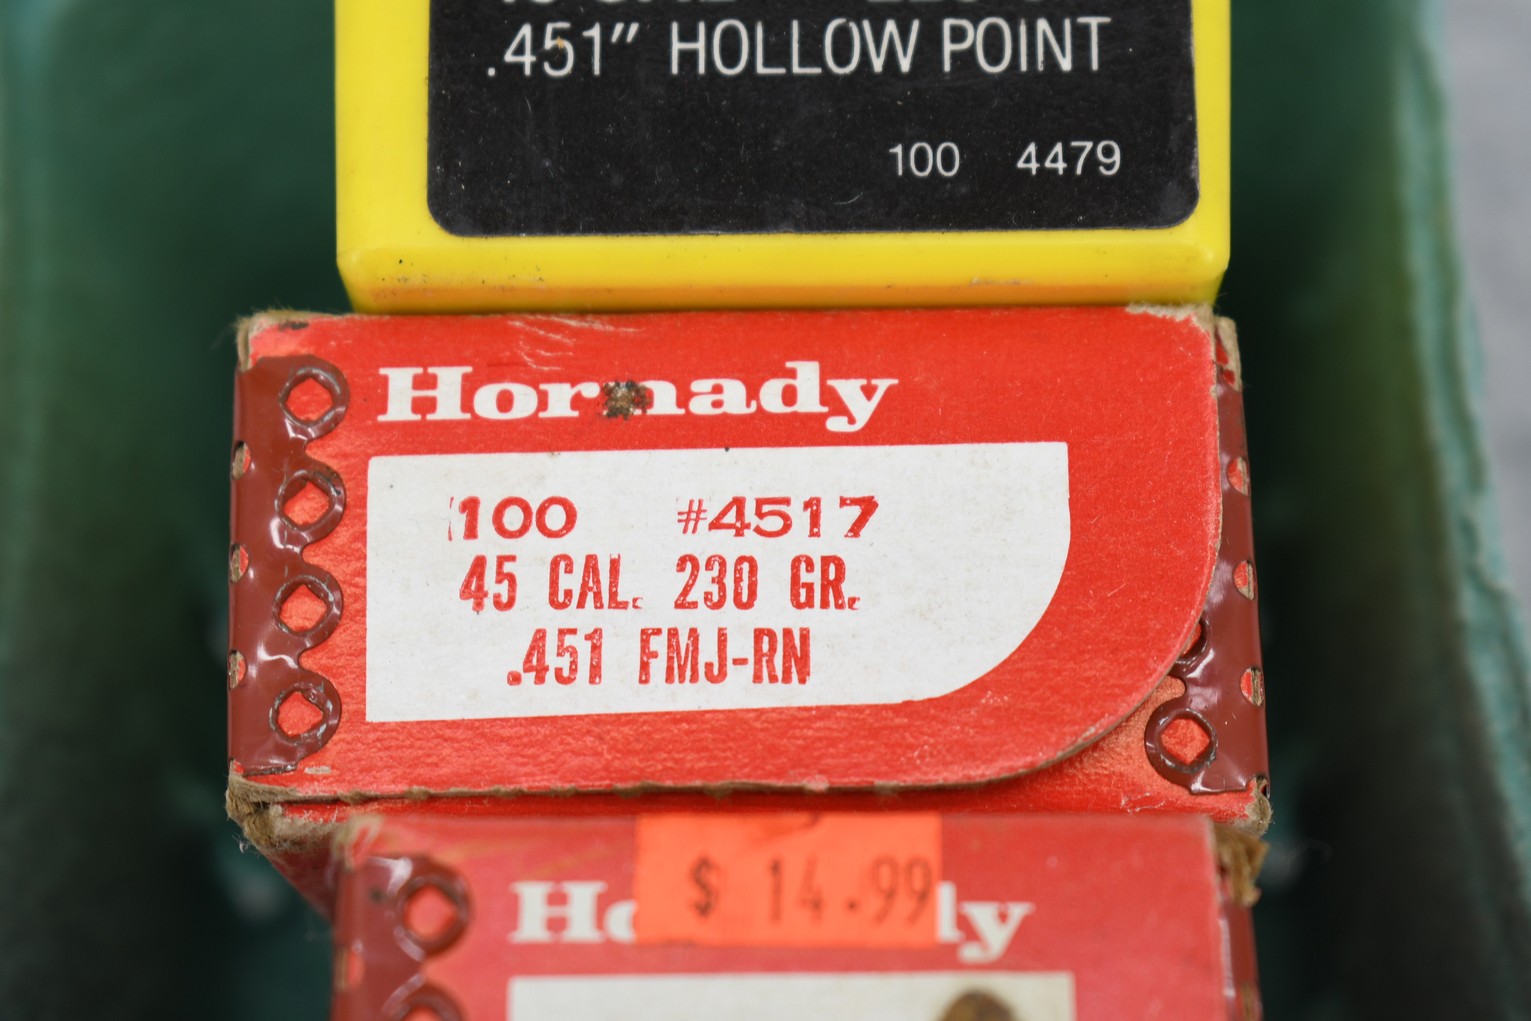 .451" HOLLOW POINT
100 4479
Hornady
100 #4517
45 CAL. 230 GR.
.451 FMJ-RN
$ 14.99